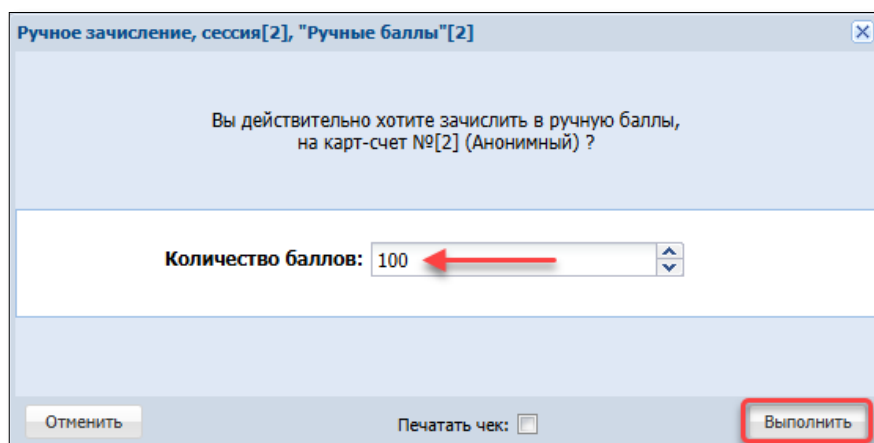 Ручное зачисление, сессия[2], "Ручные баллы"[2]
Вы действительно хотите зачислить в ручную баллы,
на карт-счет №[2] (Анонимный) ?
Количество баллов: 100
Отменить Печатать чек: Выполнить